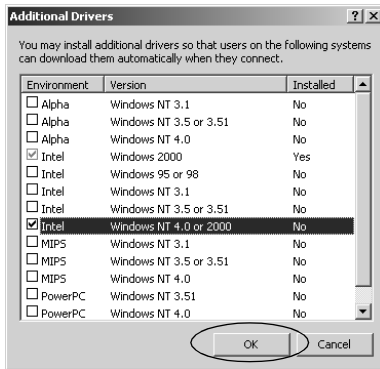 Additional Drivers
You may install additional drivers so that users on the following systems
can download them automatically when they connect.
Environment Version Installed
Alpha Windows NT 3.1 No
Alpha Windows NT 3.5 or 3.51 No
Alpha Windows NT 4.0 No
Intel Windows 2000 Yes
Intel Windows 95 or 98 No
Intel Windows NT 3.1 No
Intel Windows NT 3.5 or 3.51 No
Intel Windows NT 4.0 or 2000 No
MIPS Windows NT 3.1 No
MIPS Windows NT 3.5 or 3.51 No
MIPS Windows NT 4.0 No
PowerPC Windows NT 3.51 No
PowerPC Windows NT 4.0 No
OK Cancel